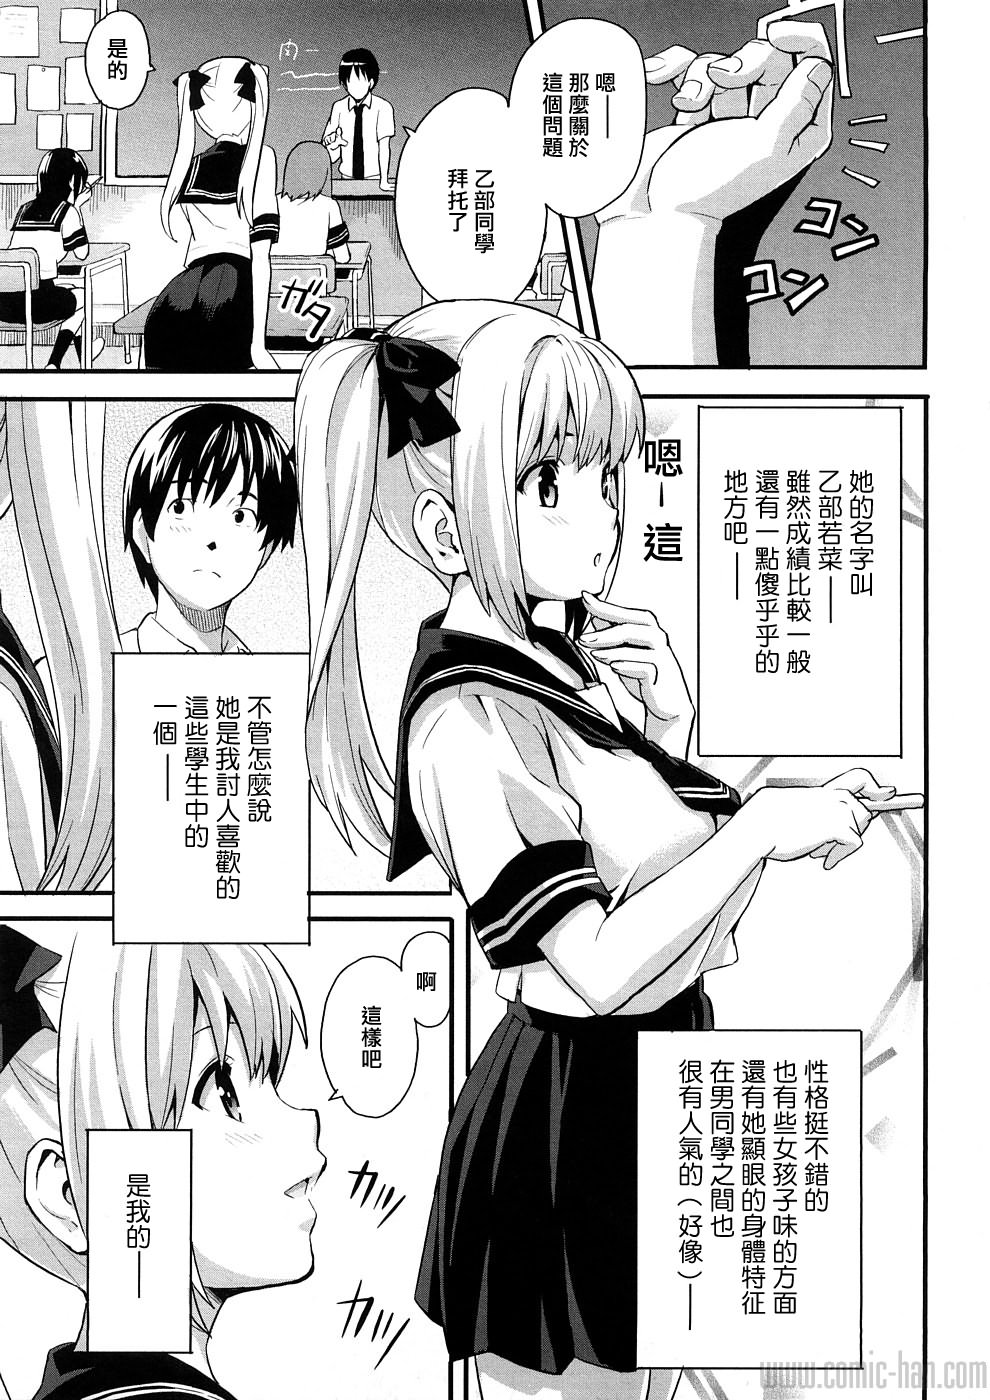 嗯——
那麼關於
這個問題
乙部同學
拜托了
コン
コン
肉一
是的
ガタ
她的名字叫
乙部若菜——
雖然成績比較一般
還有一點傻乎乎的
地方吧——
嗯-這
不管怎麼說
她是我討人喜歡的
這些學生中的
一個——
性格挺不錯的
也有些女孩子味的方面
還有她顯眼的身體特征
在男同學之間也
很有人氣的（好像）——
啊
這樣吧
是我的——
www.comic-han.com